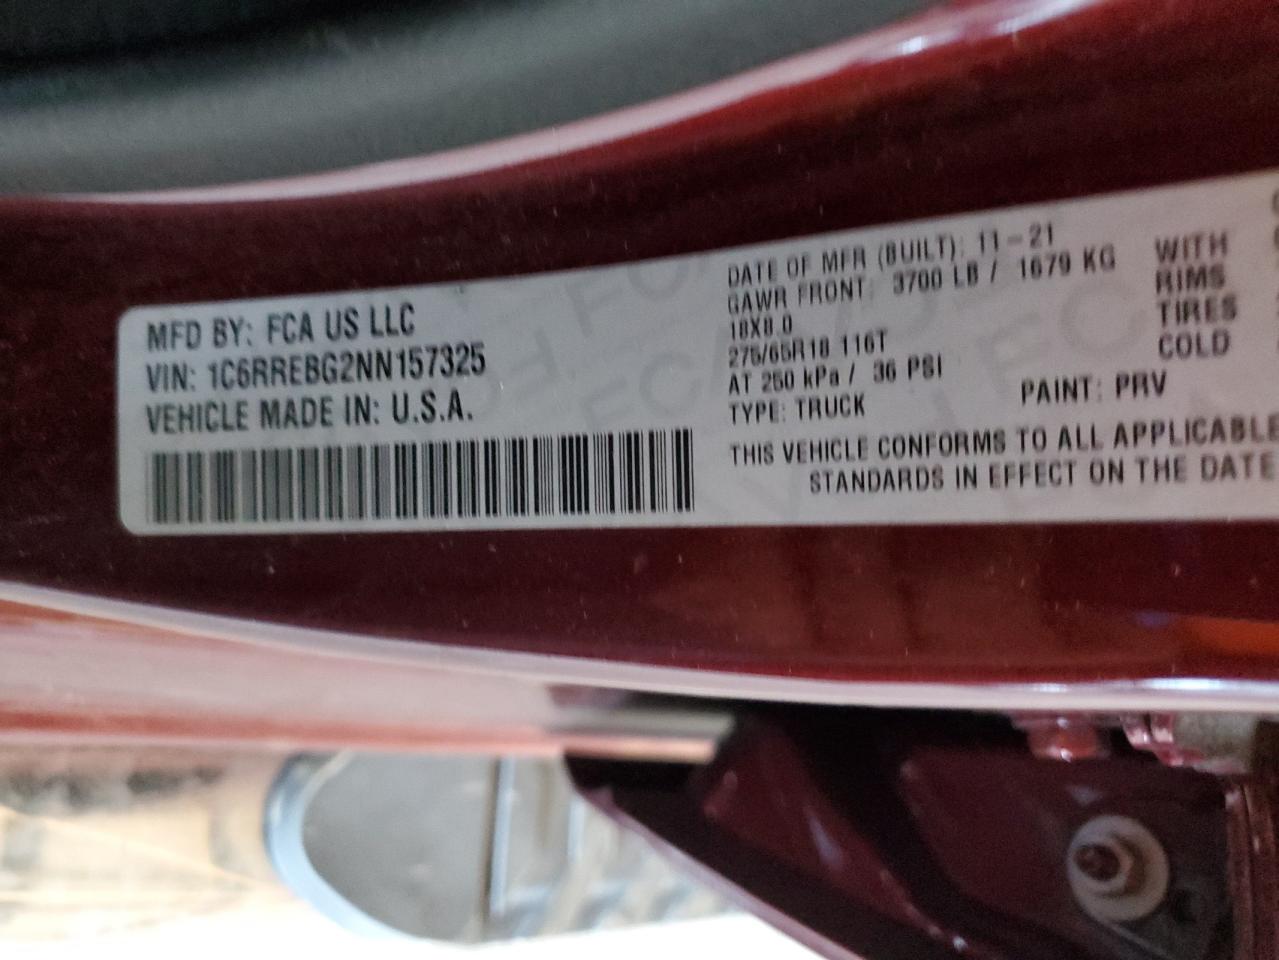 MFD BY: FCA US LLC
VIN: 1C6RREBG2NN157325
VEHICLE MADE IN: U.S.A.
DATE OF MFR (BUILT): 11-21
GAWR FRONT: 3700 LB / 1679 KG WITH
18X8.0 RIMS
275/65R18 116T TIRES
AT 250 kPa / 36 PSI COLD
TYPE: TRUCK PAINT: PRV
THIS VEHICLE CONFORMS TO ALL APPLICABLE
STANDARDS IN EFFECT ON THE DATE